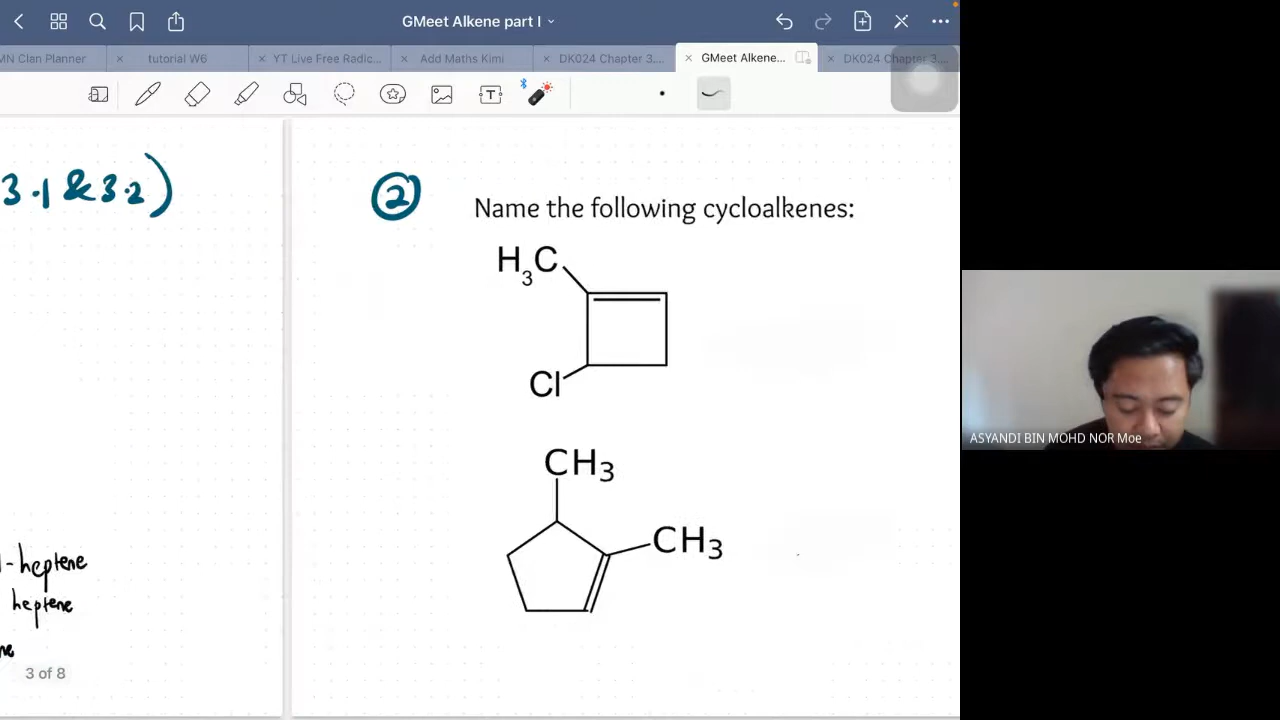 GMeet Alkene part I
MN Clan Planner
tutorial W6
YT Live Free Radic...
Add Maths Kimi
DK024 Chapter 3....
GMeet Alkene...
DK024 Chapter 3....
T
3.1 & 3.2)
2
Name the following cycloalkenes:
H3C
Cl
CH3
CH3
-heptene
heptene
ne
3 of 8
ASYANDI BIN MOHD NOR Moe